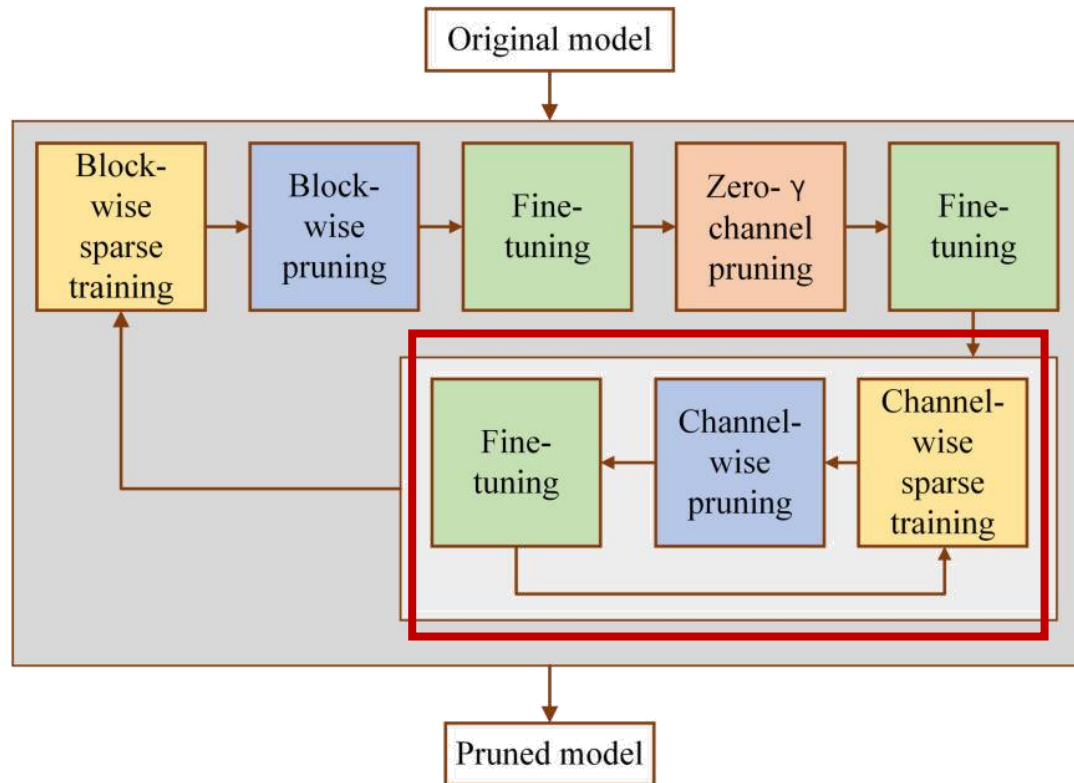 Original model
Block-
wise
sparse
training
Block-
wise
pruning
Fine-
tuning
Zero- γ
channel
pruning
Fine-
tuning
Fine-
tuning
Channel-
wise
pruning
Channel-
wise
sparse
training
Pruned model